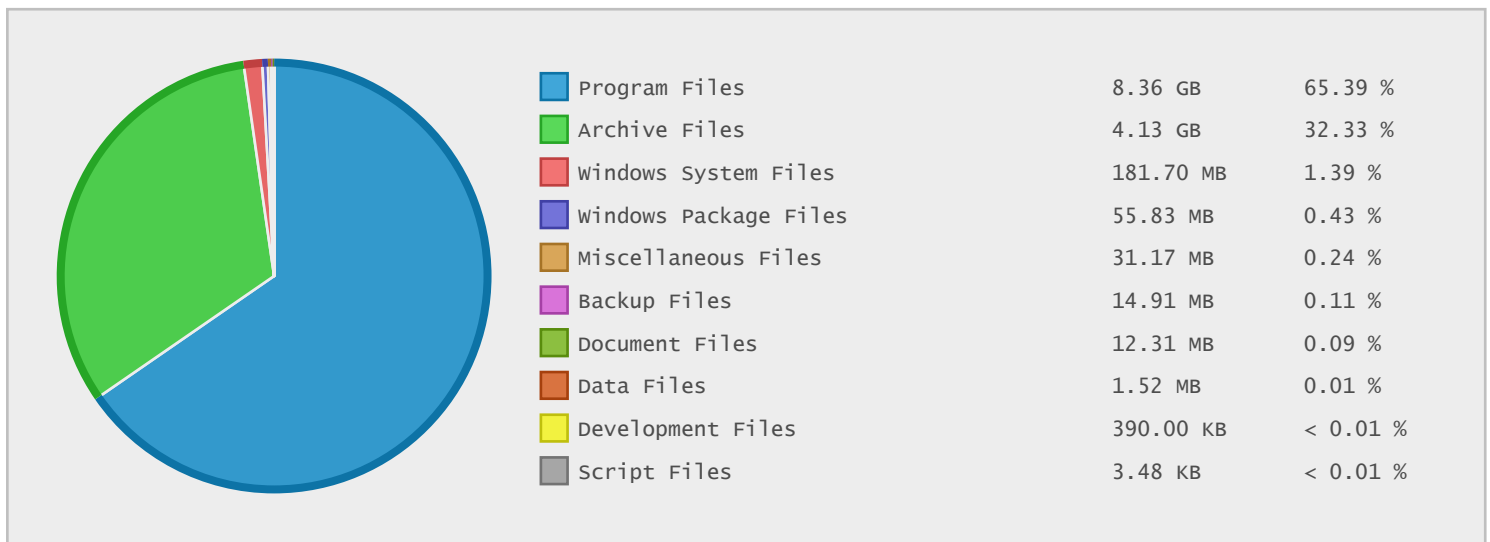 Program Files 8.36 GB 65.39 %
Archive Files 4.13 GB 32.33 %
Windows System Files 181.70 MB 1.39 %
Windows Package Files 55.83 MB 0.43 %
Miscellaneous Files 31.17 MB 0.24 %
Backup Files 14.91 MB 0.11 %
Document Files 12.31 MB 0.09 %
Data Files 1.52 MB 0.01 %
Development Files 390.00 KB < 0.01 %
Script Files 3.48 KB < 0.01 %